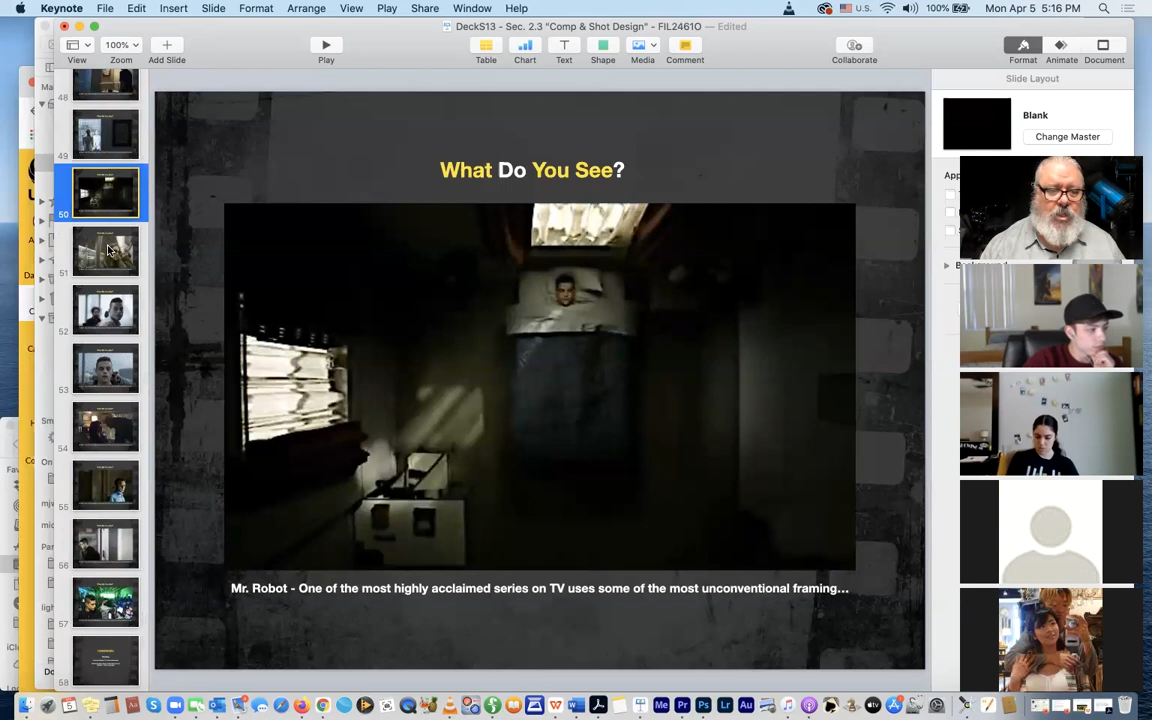 Keynote File Edit Insert Slide Format Arrange View Play Share Window Help U.S. 100% Mon Apr 5 5:16 PM
DeckS13 - Sec. 2.3 "Comp & Shot Design" - FIL2461O — Edited
100%
View Zoom Add Slide Play Table Chart Text Shape Media Comment Collaborate Format Animate Document
Slide Layout
Blank
Change Master
48
49
50
51
52
53
54
55
56
57
58
What Do You See?
Mr. Robot - One of the most highly acclaimed series on TV uses some of the most unconventional framing...